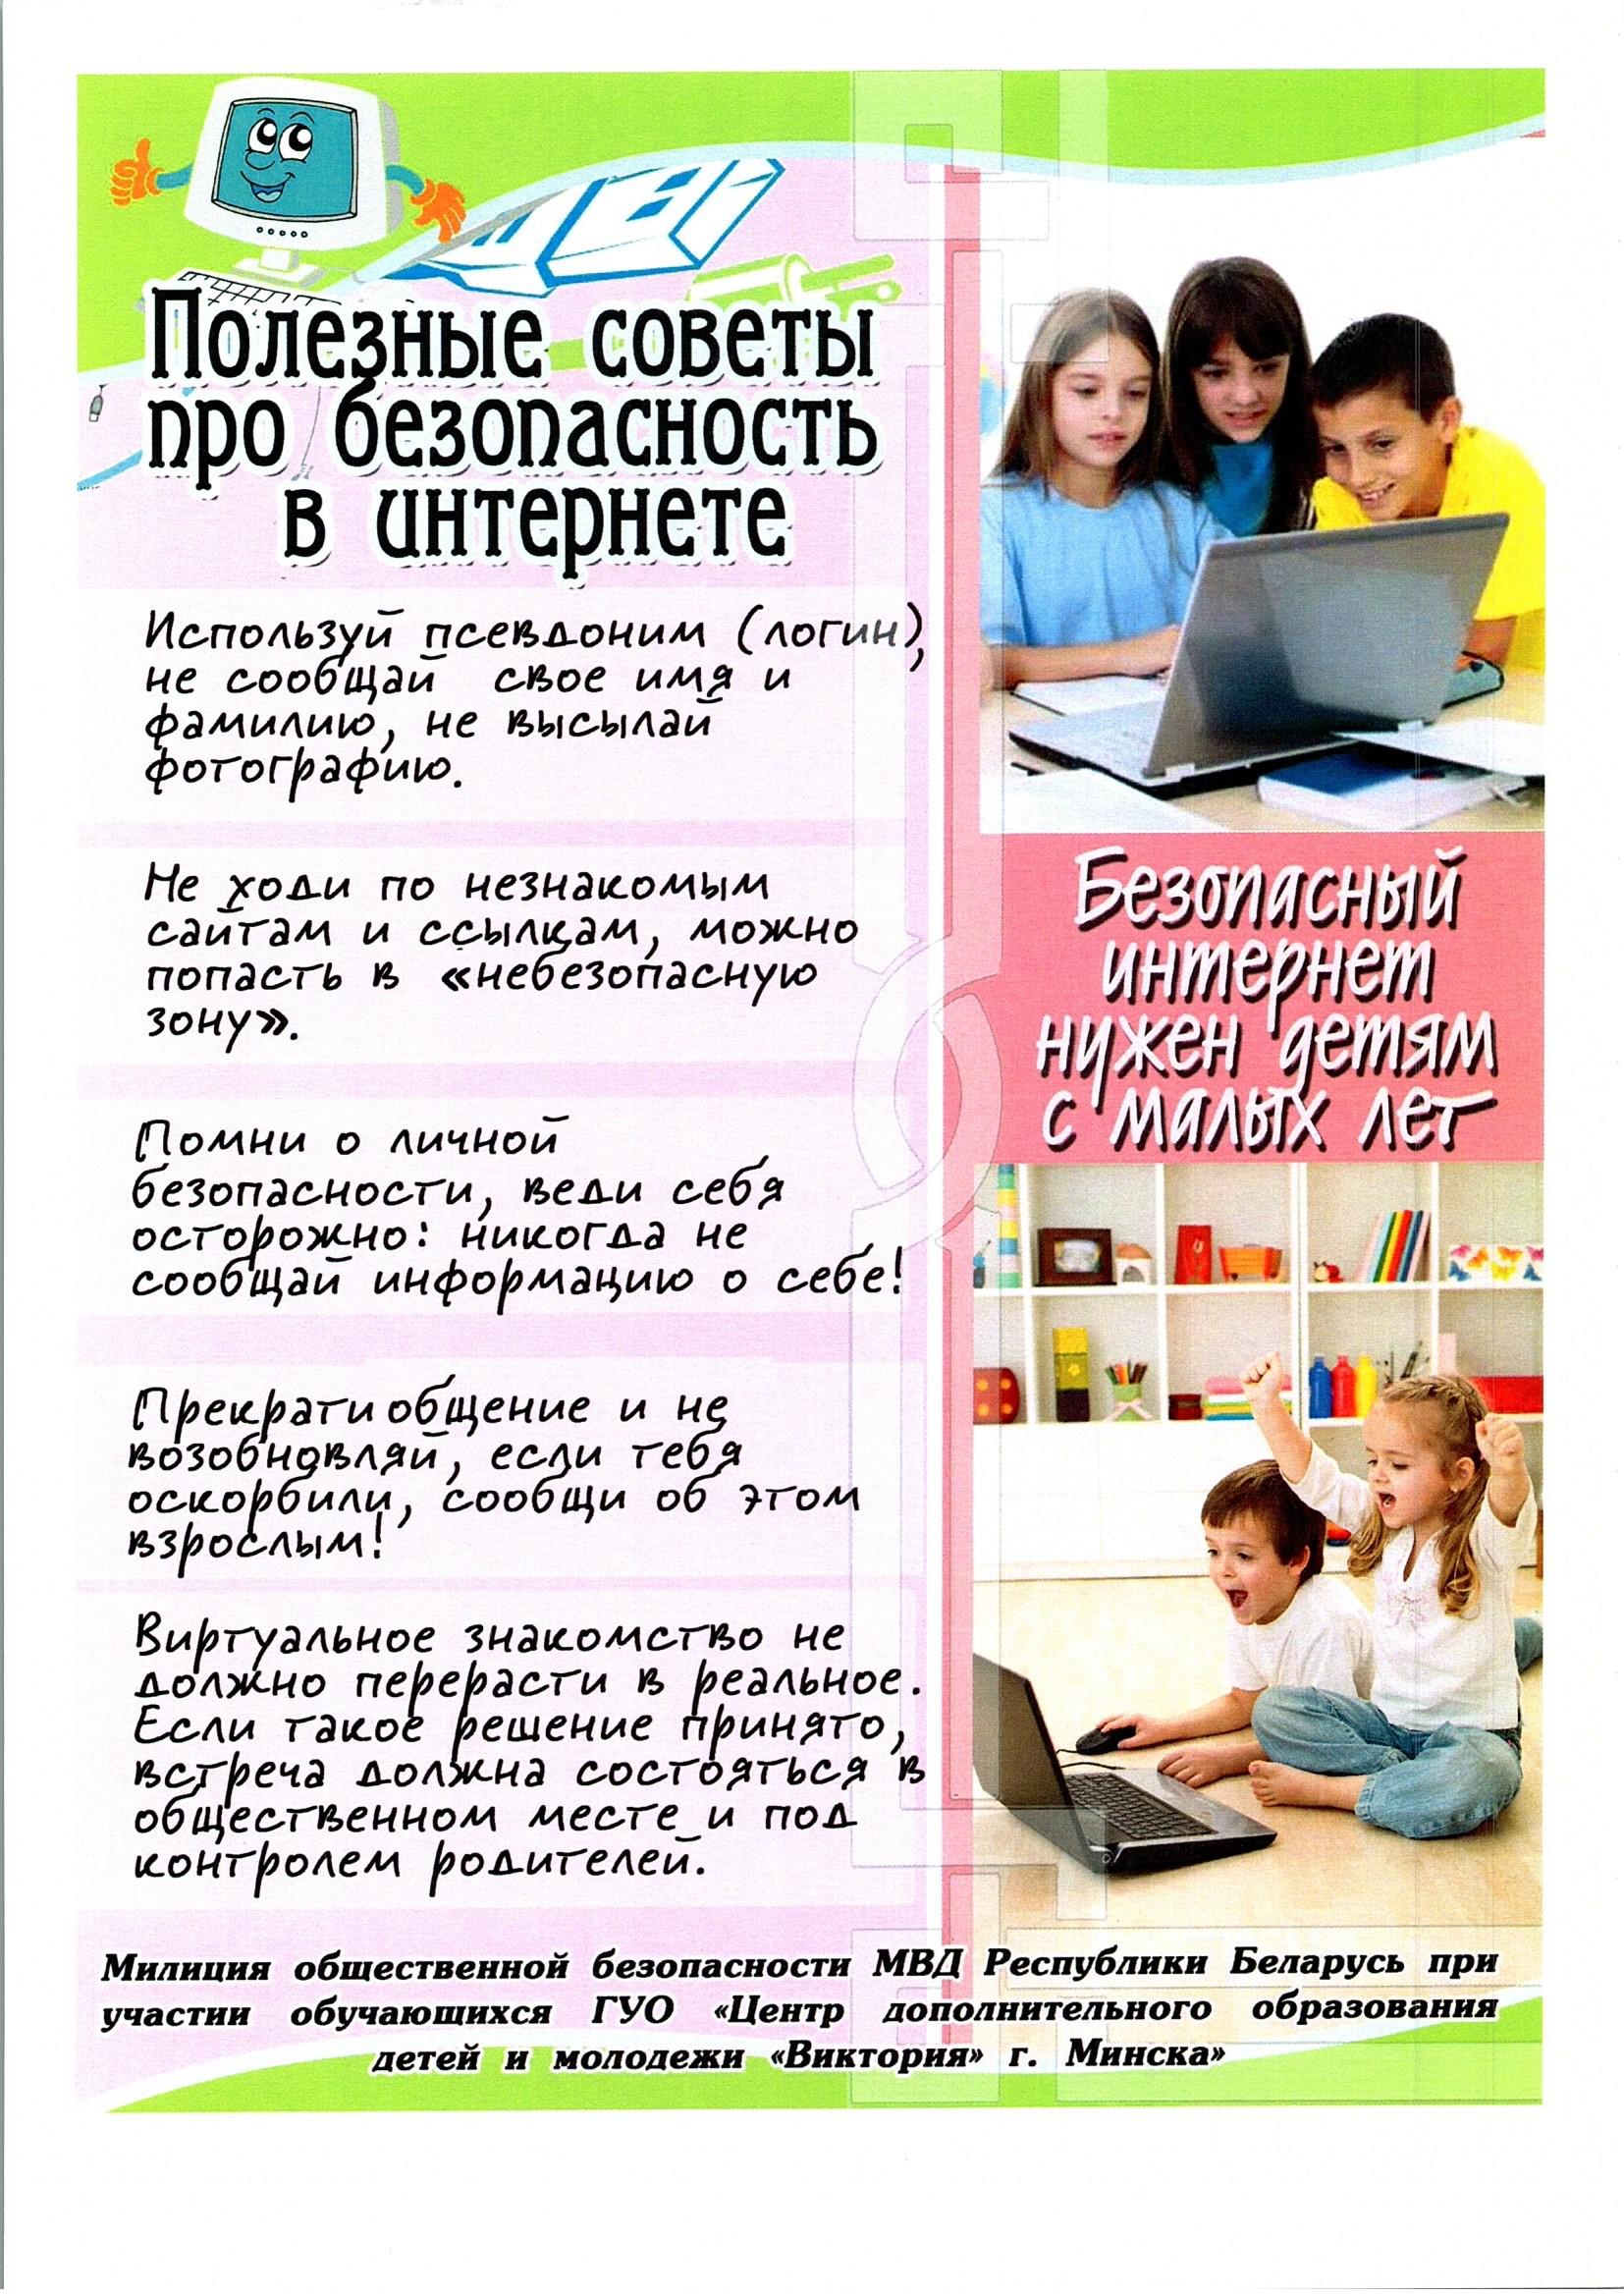 Полезные советы
про безопасность
в интернете
Используй псевдоним (логин),
не сообщай свое имя и
фамилию, не высылай
фотографию.
Не ходи по незнакомым
сайтам и ссылкам, можно
попасть в «небезопасную
зону».
Помни о личной
безопасности, веди себя
осторожно: никогда не
сообщай информацию о себе!
Прекрати общение и не
возобновляй, если тебя
оскорбили, сообщи об этом
взрослым!
Виртуальное знакомство не
должно перерасти в реальное.
Если такое решение принято,
встреча должна состояться в
общественном месте и под
контролем родителей.
Безопасный
интернет
нужен детям
с малых лет
Милиция общественной безопасности МВД Республики Беларусь при
участии обучающихся ГУО «Центр дополнительного образования
детей и молодежи «Виктория» г. Минска»